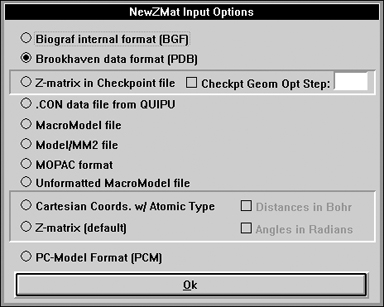 NewZMat Input Options
Biograf internal format (BGF)
Brookhaven data format (PDB)
Z-matrix in Checkpoint file Checkpt Geom Opt Step:
.CON data file from QUIPU
MacroModel file
Model/MM2 file
MOPAC format
Unformatted MacroModel file
Cartesian Coords. w/ Atomic Type Distances in Bohr
Z-matrix (default) Angles in Radians
PC-Model Format (PCM)
Ok